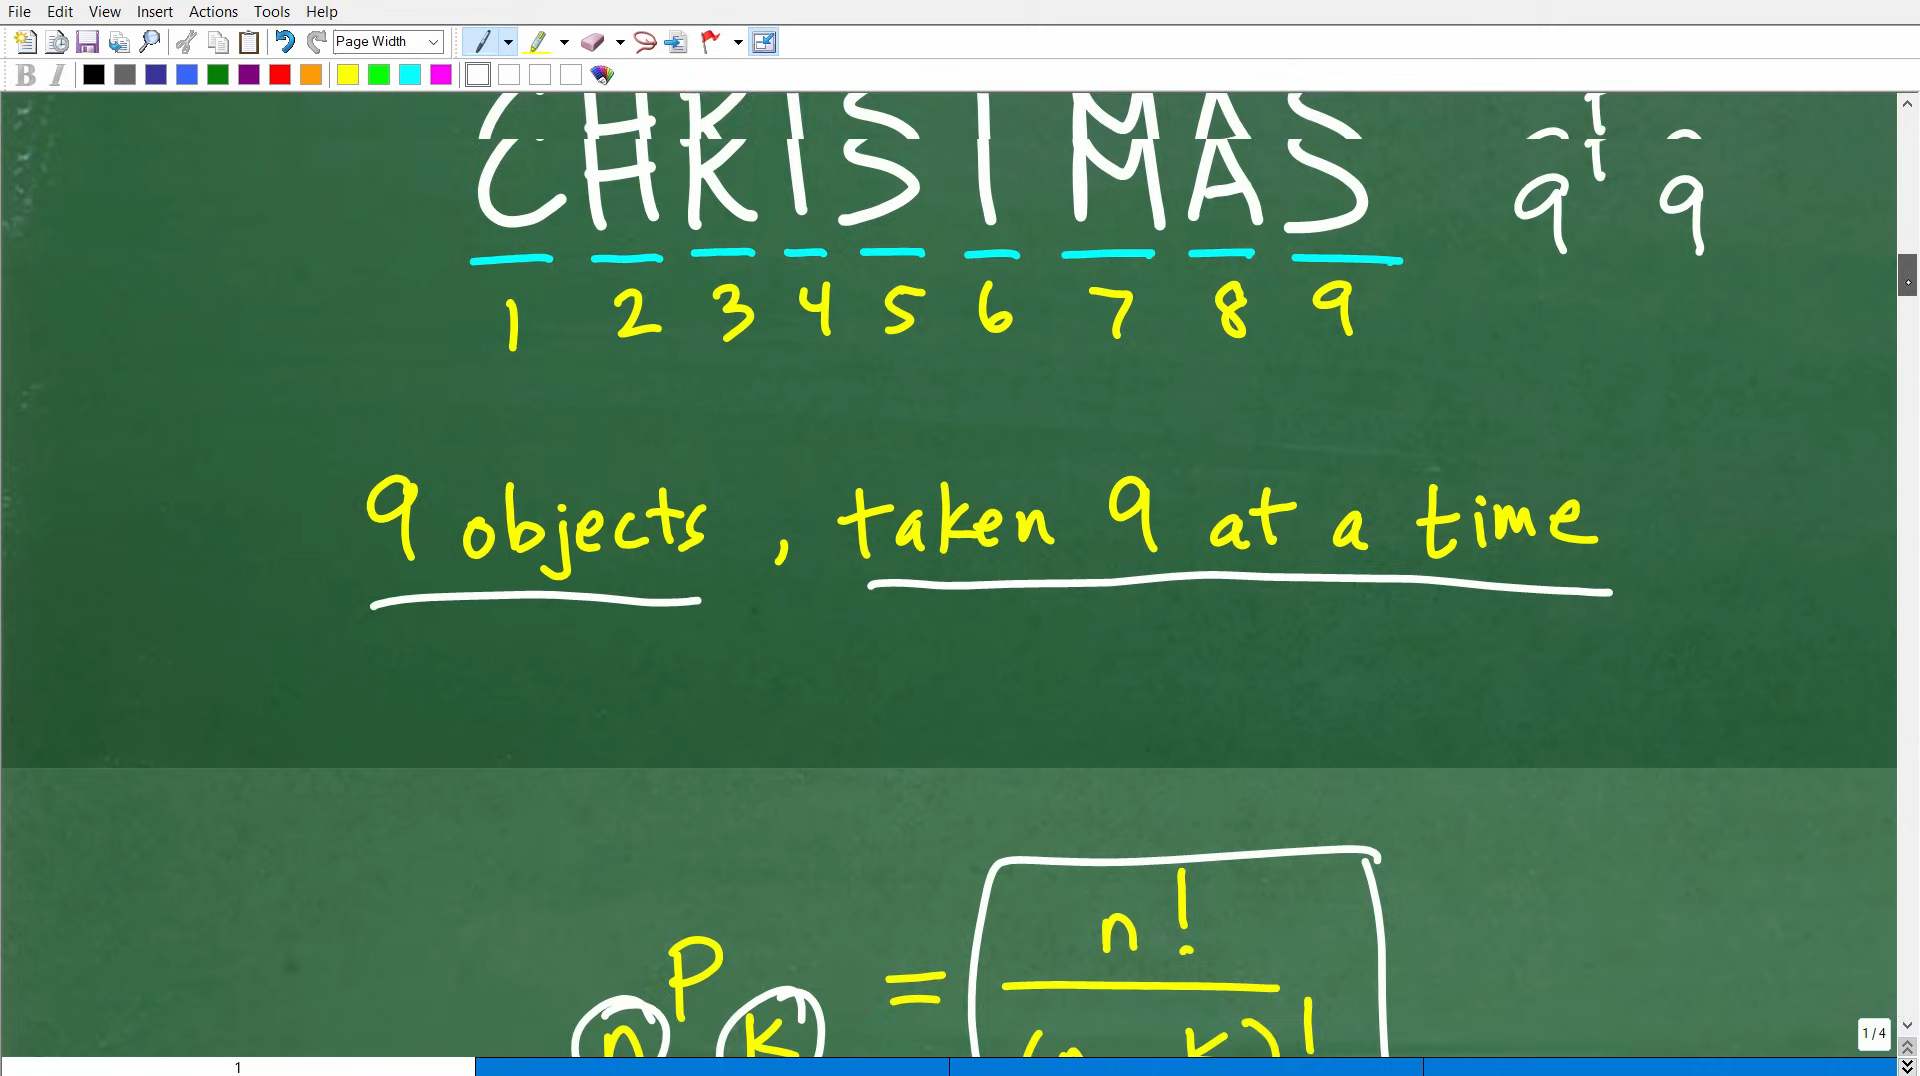 File Edit View Insert Actions Tools Help
Page Width
B I
CHRISTMAS 9 9
1 2 3 4 5 6 7 8 9
9 objects, taken 9 at a time
n!
P =
n k (n k)!
1/4
1